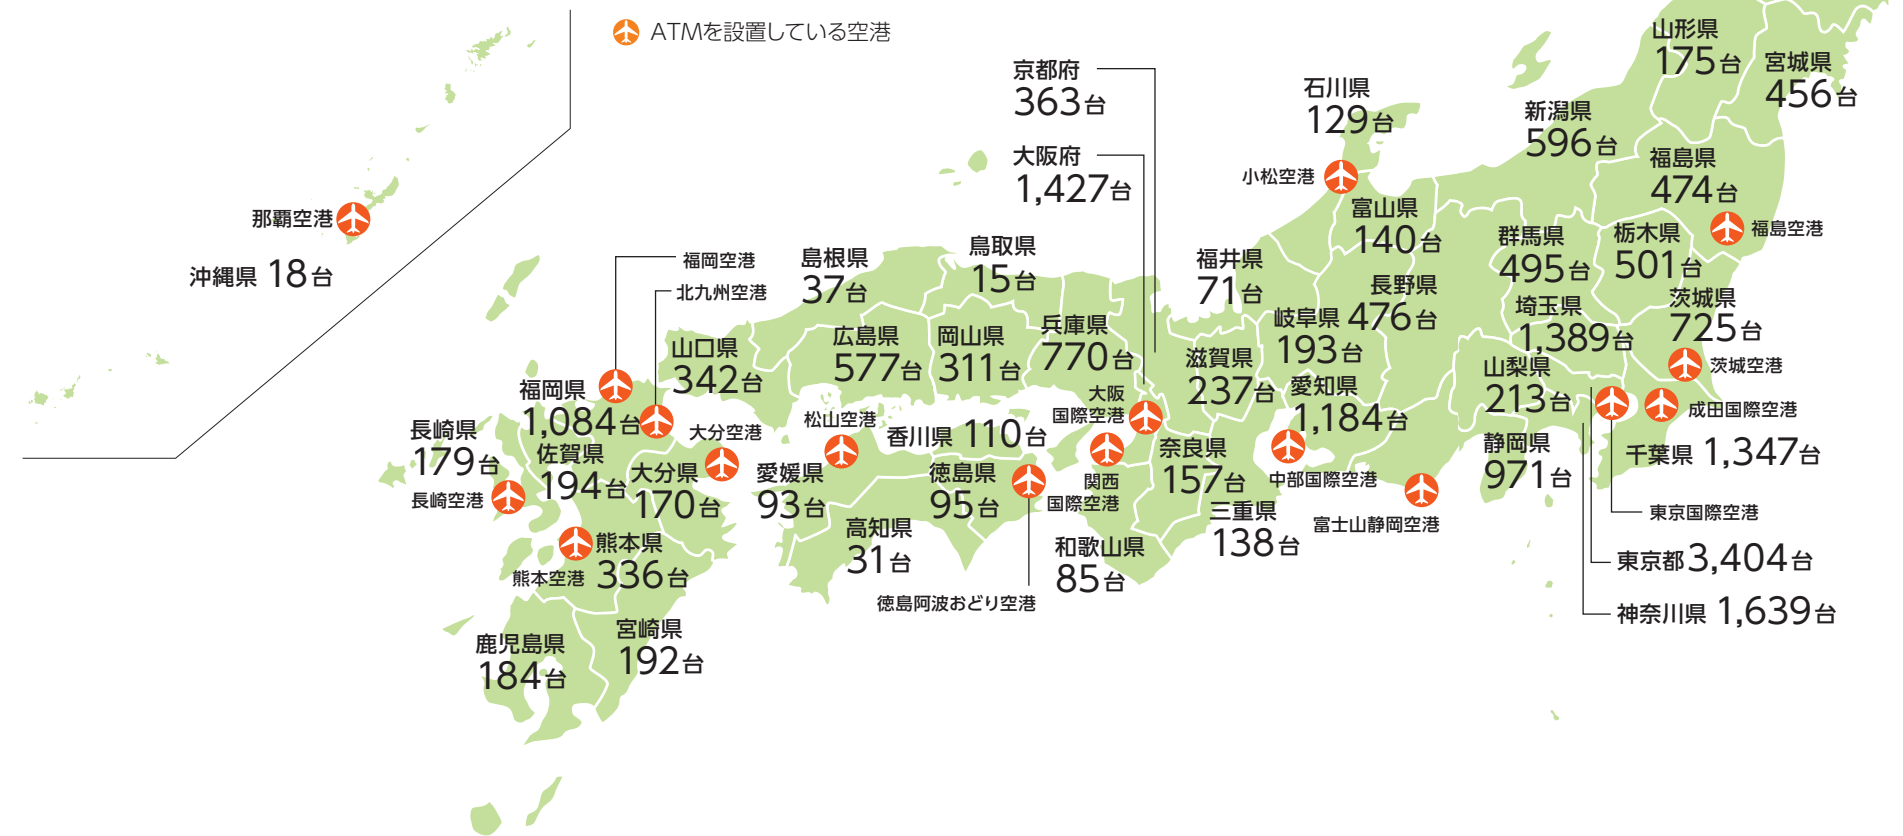 ATMを設置している空港
山形県
175台
宮城県
456台
京都府
363台
石川県
129台
新潟県
596台
大阪府
1,427台
福島県
474台
小松空港
那覇空港
沖縄県 18台
富山県
140台
群馬県
495台
栃木県
501台
福島空港
福岡空港
北九州空港
島根県
37台
鳥取県
15台
福井県
71台
長野県
476台
埼玉県
1,389台
茨城県
725台
山口県
342台
広島県
577台
岡山県
311台
兵庫県
770台
滋賀県
237台
岐阜県
193台
山梨県
213台
茨城空港
福岡県
1,084台
大阪
国際空港
愛知県
1,184台
成田国際空港
長崎県
179台
佐賀県
194台
大分空港
大分県
170台
松山空港
愛媛県
93台
香川県 110台
徳島県
95台
関西
国際空港
奈良県
157台
中部国際空港
静岡県
971台
千葉県 1,347台
長崎空港
熊本県
336台
熊本空港
高知県
31台
徳島阿波おどり空港
和歌山県
85台
三重県
138台
富士山静岡空港
東京国際空港
東京都3,404台
神奈川県 1,639台
鹿児島県
184台
宮崎県
192台